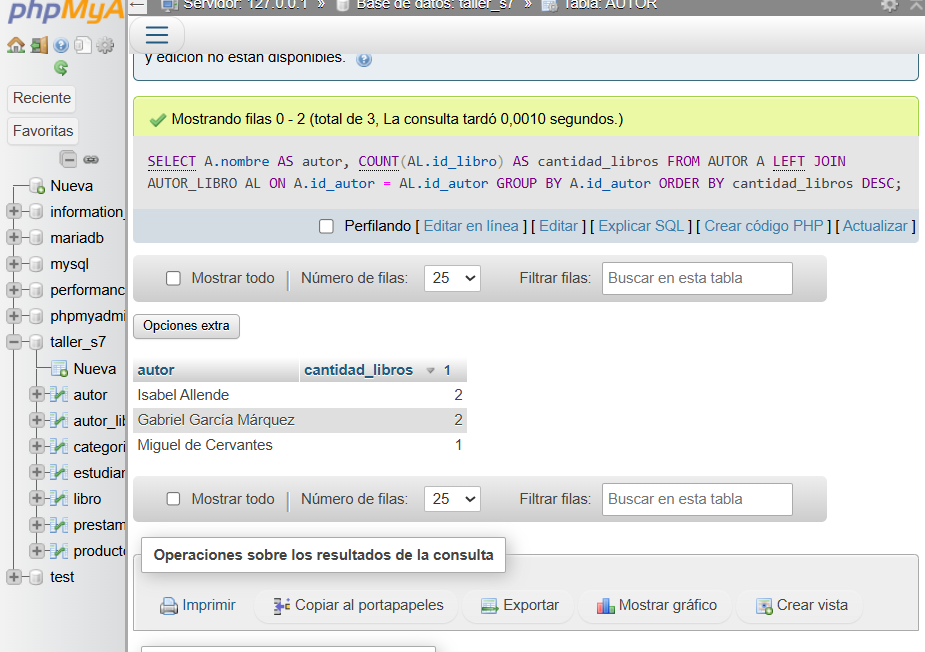 phpMyA
Servidor: 127.0.0.1 » Base de datos: taller_s7 » Tabla: AUTOR
y edición no están disponibles.
Reciente
Favoritas
Nueva
information_
mariadb
mysql
performanc
phpmyadmi
taller_s7
Nueva
autor
autor_lib
categori
estudian
libro
prestam
producto
test
Mostrando filas 0 - 2 (total de 3, La consulta tardó 0,0010 segundos.)
SELECT A.nombre AS autor, COUNT(AL.id_libro) AS cantidad_libros FROM AUTOR A LEFT JOIN
AUTOR_LIBRO AL ON A.id_autor = AL.id_autor GROUP BY A.id_autor ORDER BY cantidad_libros DESC;
Perfilando [ Editar en línea ] [ Editar ] [ Explicar SQL ] [ Crear código PHP ] [ Actualizar ]
Mostrar todo | Número de filas: 25 Filtrar filas: Buscar en esta tabla
Opciones extra
autor cantidad_libros 1
Isabel Allende 2
Gabriel García Márquez 2
Miguel de Cervantes 1
Mostrar todo | Número de filas: 25 Filtrar filas: Buscar en esta tabla
Operaciones sobre los resultados de la consulta
Imprimir Copiar al portapapeles Exportar Mostrar gráfico Crear vista